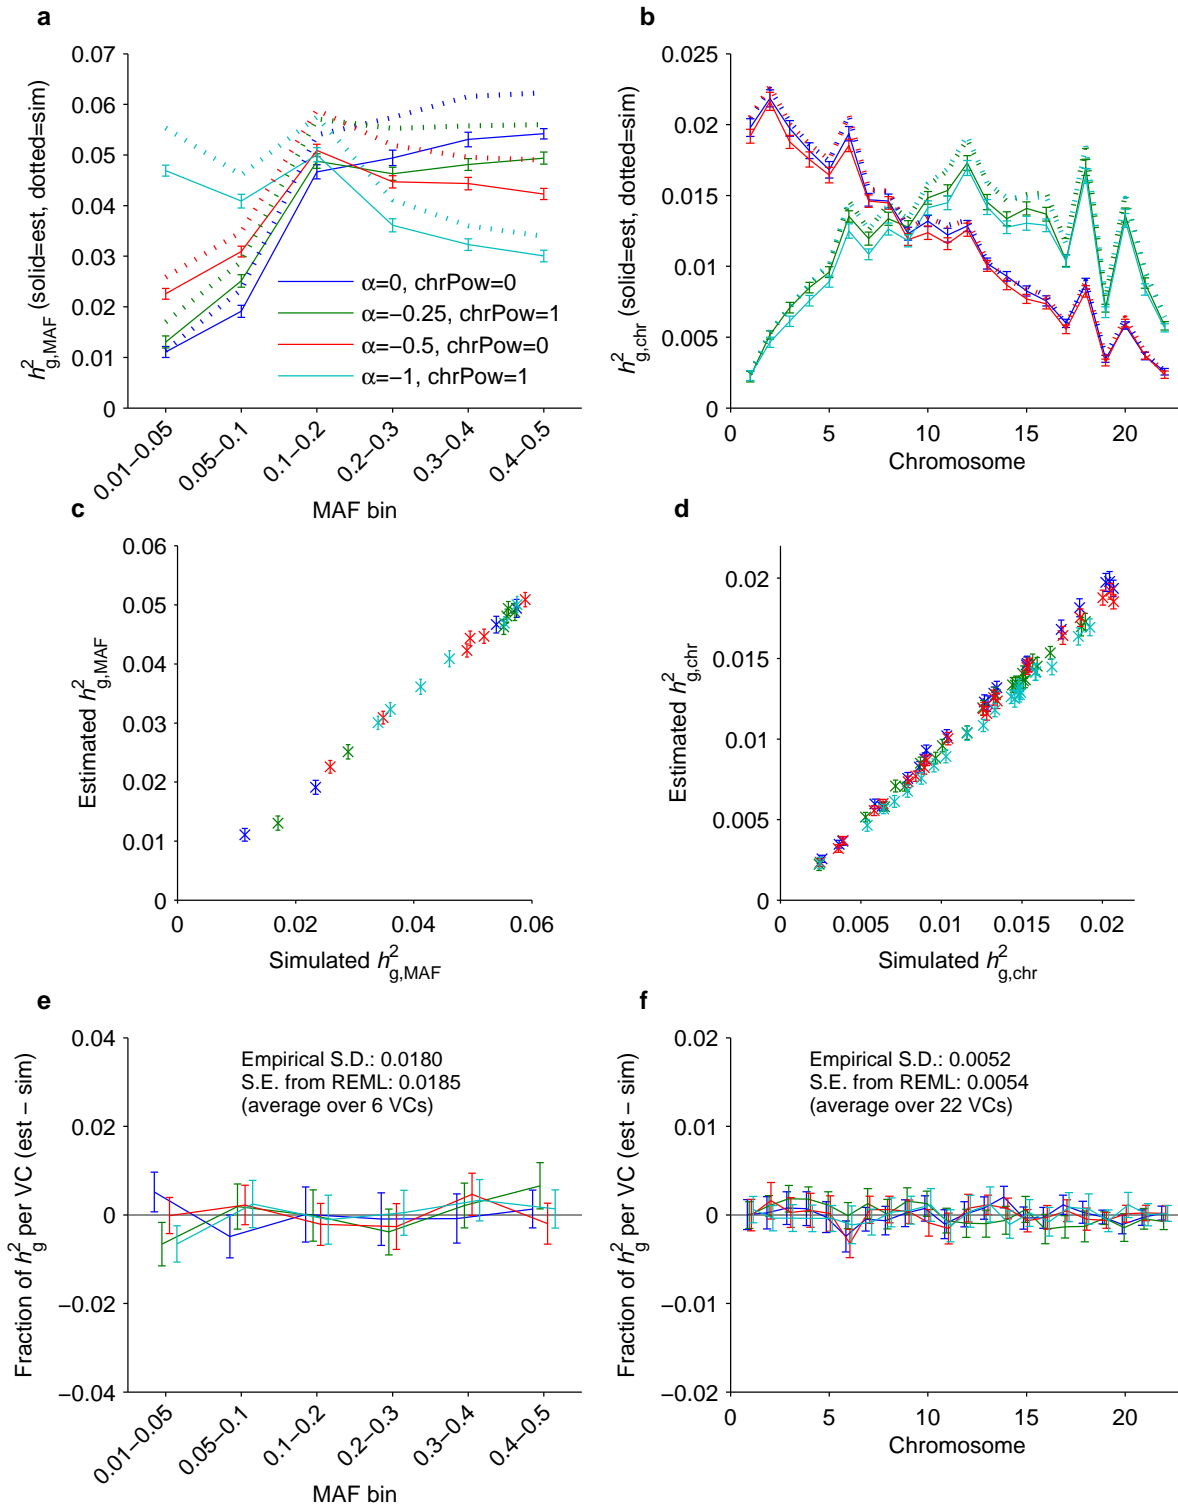 a
h²g,MAF (solid=est, dotted=sim)
0.07
0.06
0.05
0.04
0.03
0.02
0.01
0
α=0, chrPow=0
α=−0.25, chrPow=1
α=−0.5, chrPow=0
α=−1, chrPow=1
0.01−0.05
0.05−0.1
0.1−0.2
0.2−0.3
0.3−0.4
0.4−0.5
MAF bin
b
h²g,chr (solid=est, dotted=sim)
0.025
0.02
0.015
0.01
0.005
0
0
5
10
15
20
Chromosome
c
Estimated h²g,MAF
0.06
0.05
0.04
0.03
0.02
0.01
0
0
0.02
0.04
0.06
Simulated h²g,MAF
d
Estimated h²g,chr
0.02
0.015
0.01
0.005
0
0
0.005
0.01
0.015
0.02
Simulated h²g,chr
e
Fraction of h²g per VC (est − sim)
0.04
0.02
0
−0.02
−0.04
Empirical S.D.: 0.0180
S.E. from REML: 0.0185
(average over 6 VCs)
0.01−0.05
0.05−0.1
0.1−0.2
0.2−0.3
0.3−0.4
0.4−0.5
MAF bin
f
Fraction of h²g per VC (est − sim)
0.02
0.01
0
−0.01
−0.02
Empirical S.D.: 0.0052
S.E. from REML: 0.0054
(average over 22 VCs)
0
5
10
15
20
Chromosome